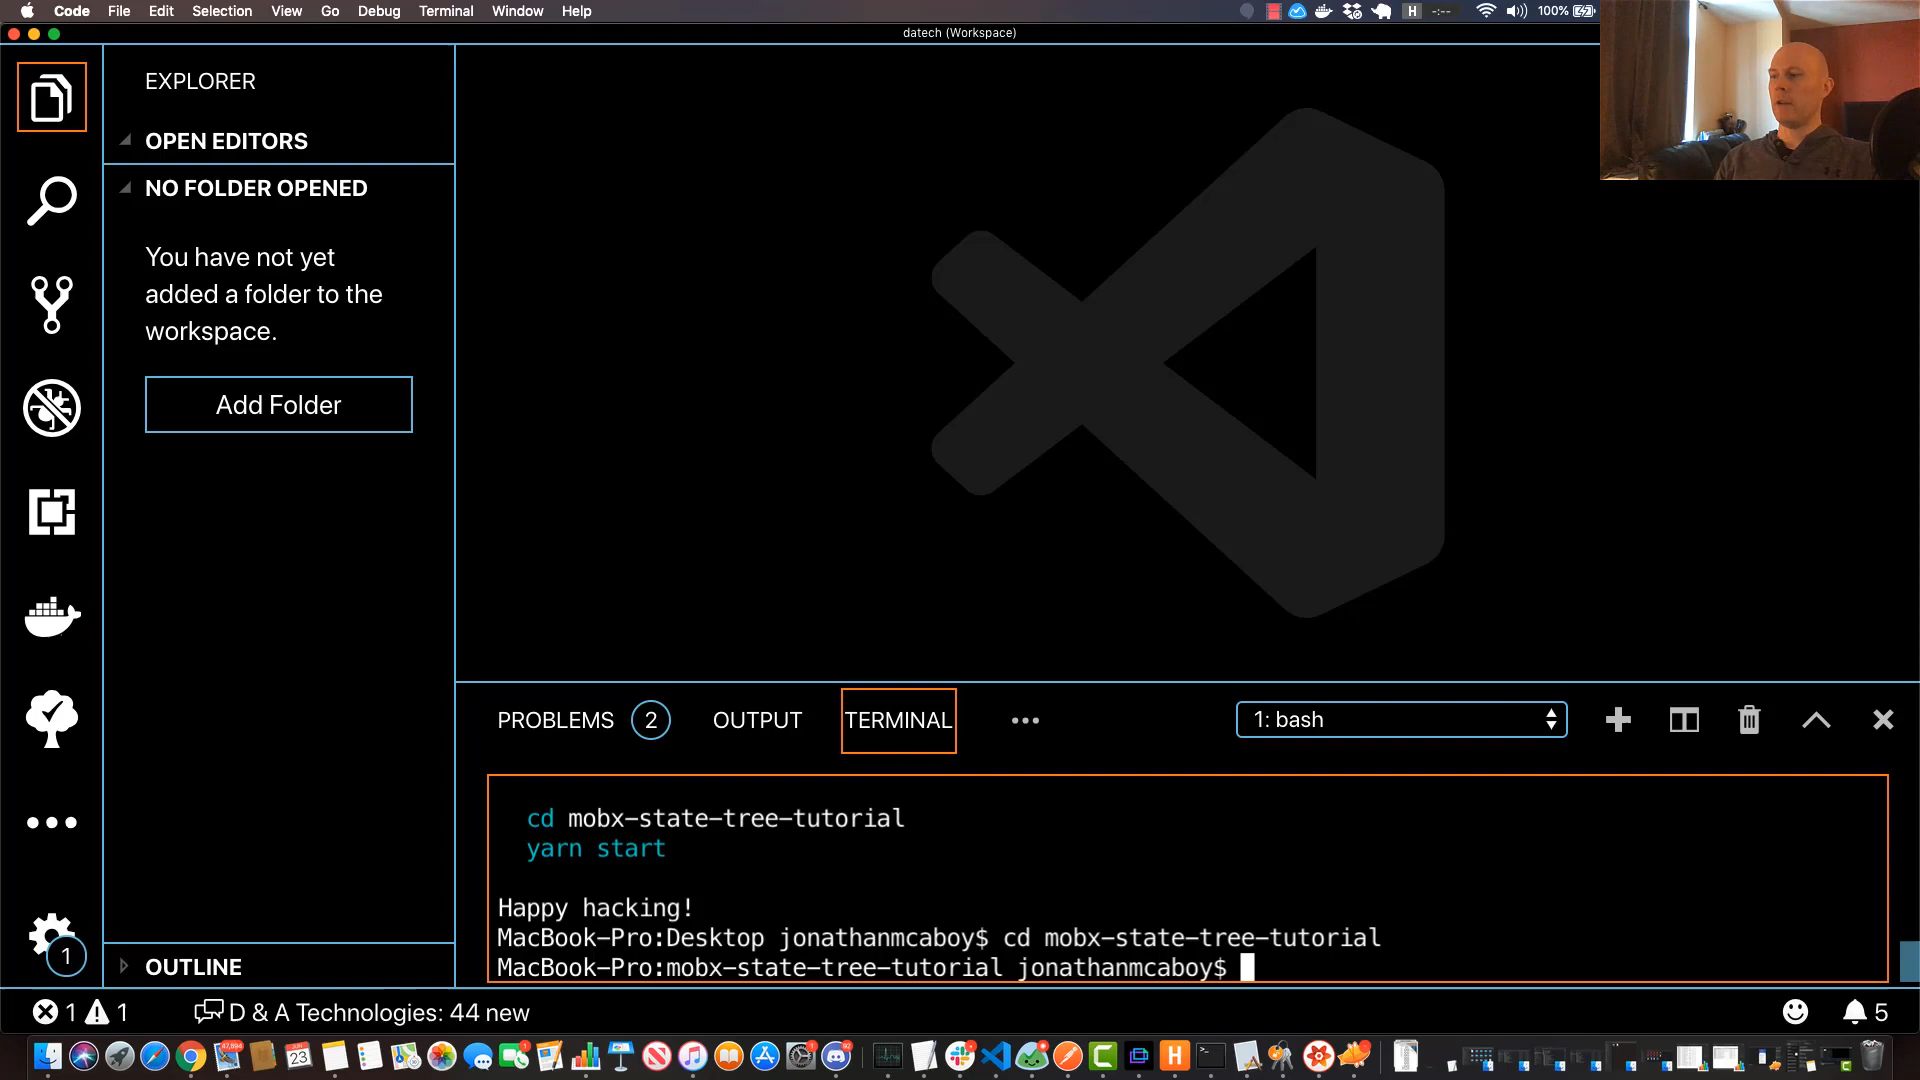 Code File Edit Selection View Go Debug Terminal Window Help
H -:-- 100%
datech (Workspace)
EXPLORER
OPEN EDITORS
NO FOLDER OPENED
You have not yet
added a folder to the
workspace.
Add Folder
OUTLINE
PROBLEMS 2 OUTPUT TERMINAL 1: bash
cd mobx-state-tree-tutorial
yarn start
Happy hacking!
MacBook-Pro:Desktop jonathanmcaboy$ cd mobx-state-tree-tutorial
MacBook-Pro:mobx-state-tree-tutorial jonathanmcaboy$
1
1 1 D & A Technologies: 44 new 5
23